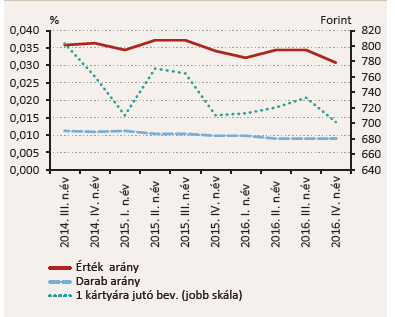 % Forint
0,040 820
0,035 800
0,030 780
0,025 760
0,020 740
0,015 720
0,010 700
0,005 680
0,000 660
640
2014. III. n.év
2014. IV. n.év
2015. I. n.év
2015. II. n.év
2015. III. n.év
2015. IV. n.év
2016. I. n.év
2016. II. n.év
2016. III. n.év
2016. IV. n.év
Érték arány
Darab arány
1 kártyára jutó bev. (jobb skála)